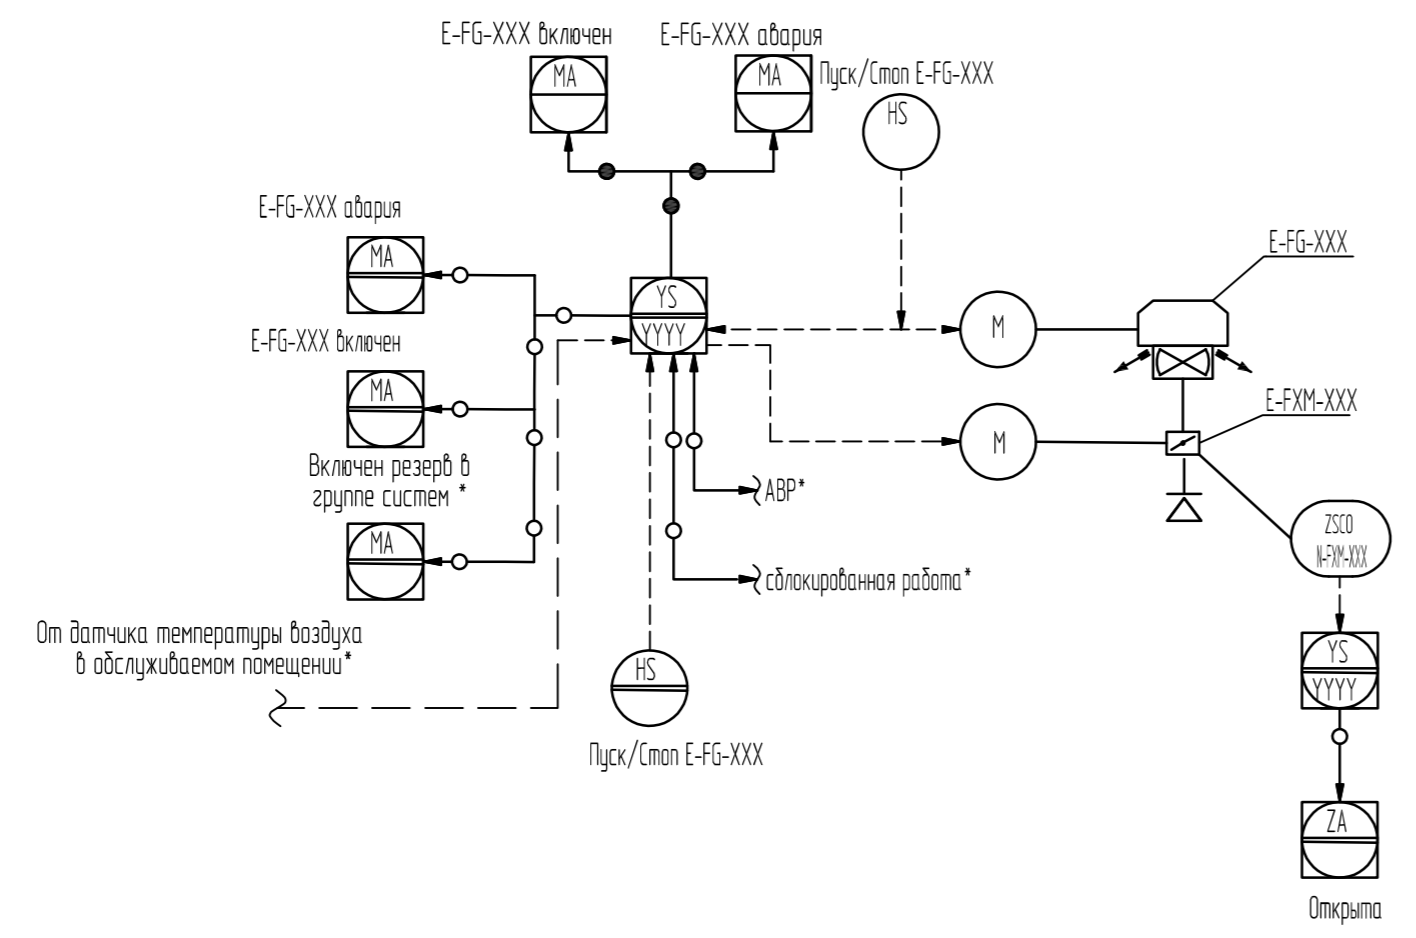 E-FG-XXX включен
E-FG-XXX авария
MA
MA
Пуск/Стоп E-FG-XXX
HS
E-FG-XXX авария
MA
E-FG-XXX
YS
YYYY
M
E-FG-XXX включен
MA
E-FXM-XXX
M
Включен резерв в
группе систем *
АВР*
MA
ZSCO
N-FXM-XXX
сблокированная работа*
От датчика температуры воздуха
в обслуживаемом помещении*
HS
YS
YYYY
Пуск/Стоп E-FG-XXX
ZA
Открыта